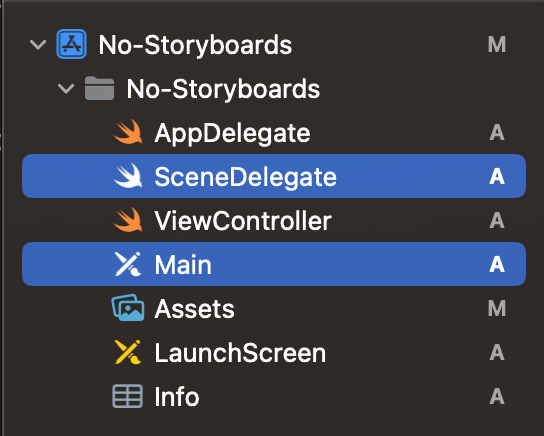 No-Storyboards M
No-Storyboards
AppDelegate A
SceneDelegate A
ViewController A
Main A
Assets M
LaunchScreen A
Info A